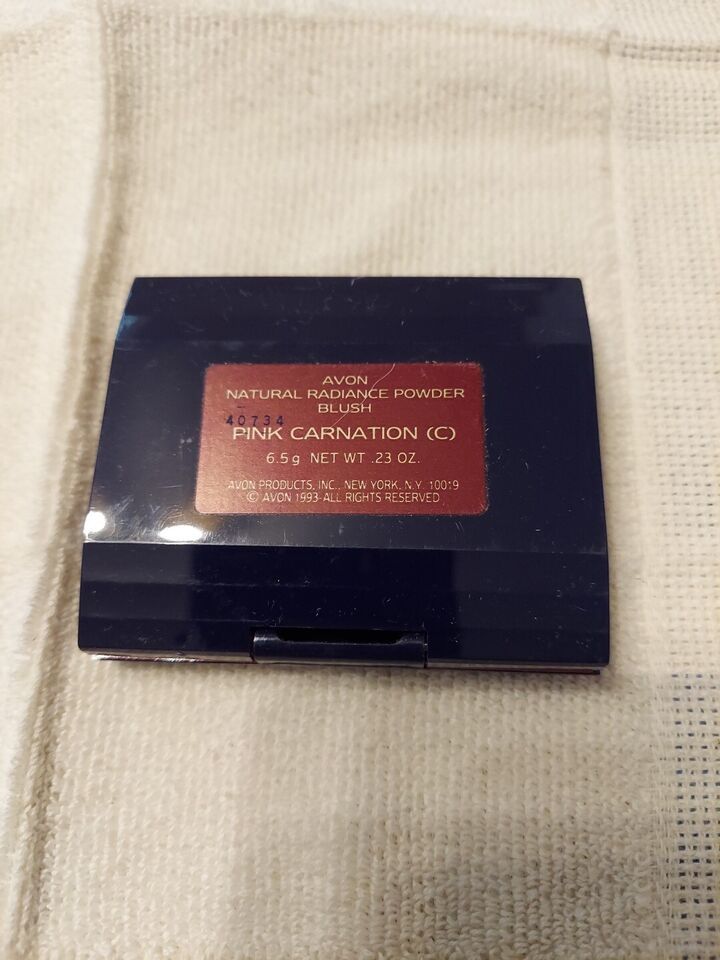 AVON
NATURAL RADIANCE POWDER
BLUSH
40734
PINK CARNATION (C)
6.5g NET WT .23 OZ.
AVON PRODUCTS, INC., NEW YORK, N.Y. 10019
© AVON 1993-ALL RIGHTS RESERVED